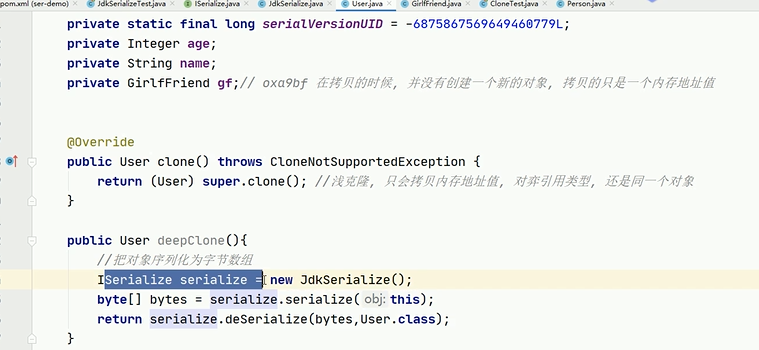 pom.xml (ser-demo) JdkSerializeTest.java ISerialize.java JdkSerialize.java User.java GirlfFriend.java CloneTest.java Person.java
private static final long serialVersionUID = -6875867569649460779L;
private Integer age;
private String name;
private GirlfFriend gf;// oxa9bf 在拷贝的时候, 并没有创建一个新的对象, 拷贝的只是一个内存地址值
@Override
public User clone() throws CloneNotSupportedException {
return (User) super.clone(); //浅克隆, 只会拷贝内存地址值, 对弈引用类型, 还是同一个对象
}
public User deepClone(){
//把对象序列化为字节数组
ISerialize serialize = new JdkSerialize();
byte[] bytes = serialize.serialize( obj: this);
return serialize.deSerialize(bytes,User.class);
}